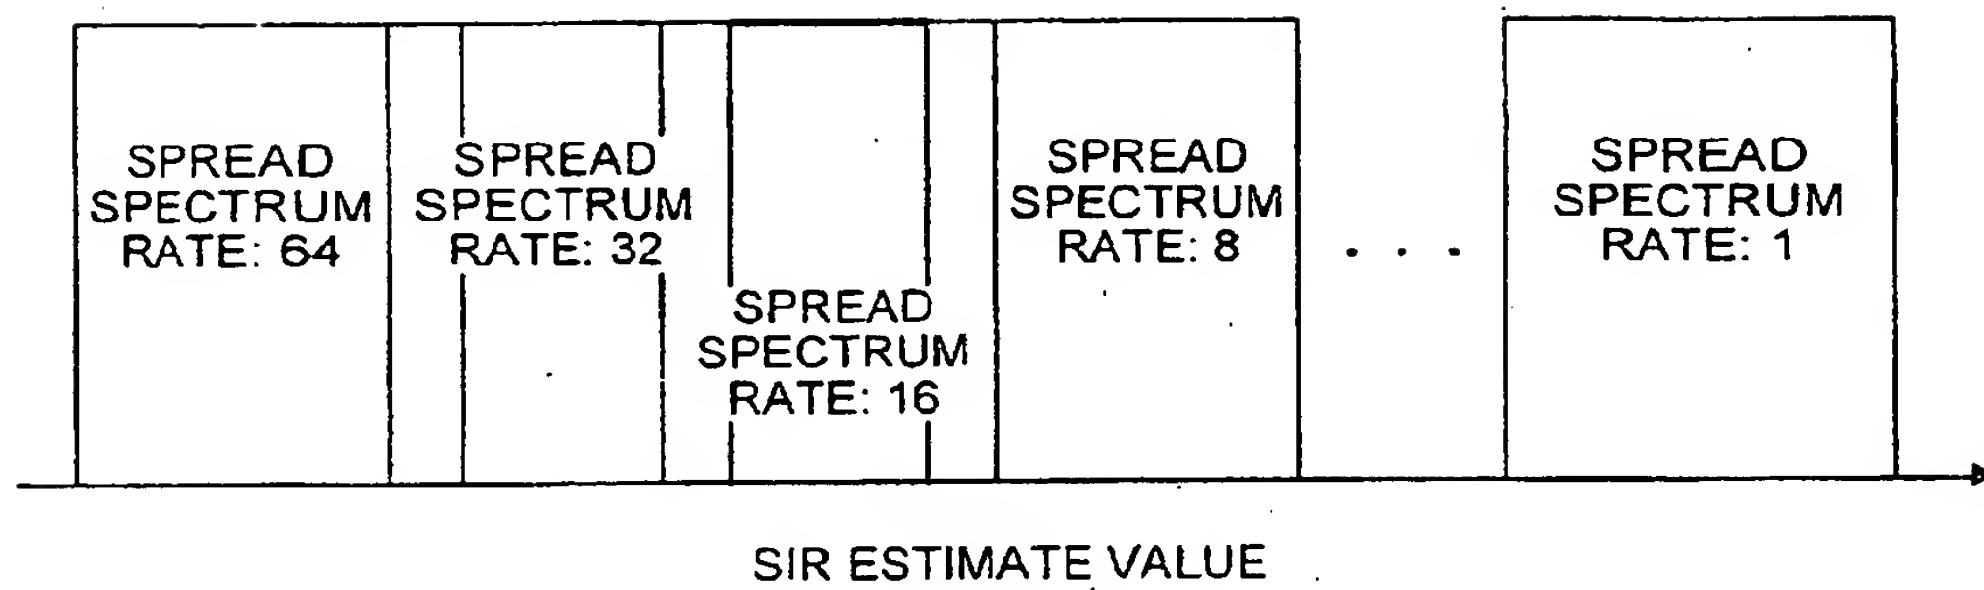 SPREAD
SPECTRUM
RATE: 64
SPREAD
SPECTRUM
RATE: 32
SPREAD
SPECTRUM
RATE: 16
SPREAD
SPECTRUM
RATE: 8
. . .
SPREAD
SPECTRUM
RATE: 1
SIR ESTIMATE VALUE